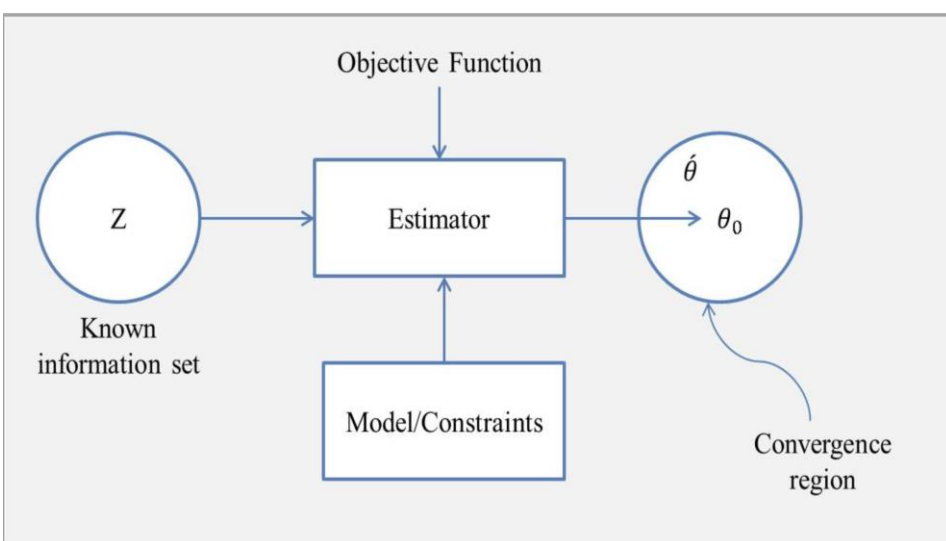 Objective Function
Z
Estimator
θ́
θ₀
Known
information set
Model/Constraints
Convergence
region